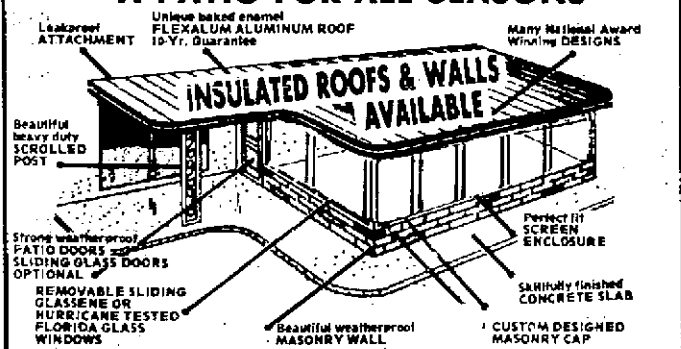 A PATIO FOR ALL SEASONS
Leakproof
ATTACHMENT
Unique baked enamel
FLEXALUM ALUMINUM ROOF
10-Yr. Guarantee
Many National Award
Winning DESIGNS
INSULATED ROOFS & WALLS
AVAILABLE
Beautiful
heavy duty
SCROLLED
POST
Strong weatherproof
PATIO DOORS
SLIDING GLASS DOORS
OPTIONAL
REMOVABLE SLIDING
GLASSENE OR
HURRICANE TESTED
FLORIDA GLASS
WINDOWS
Beautiful weatherproof
MASONRY WALL
Perfect fit
SCREEN
ENCLOSURE
Skillfully finished
CONCRETE SLAB
CUSTOM DESIGNED
MASONRY CAP